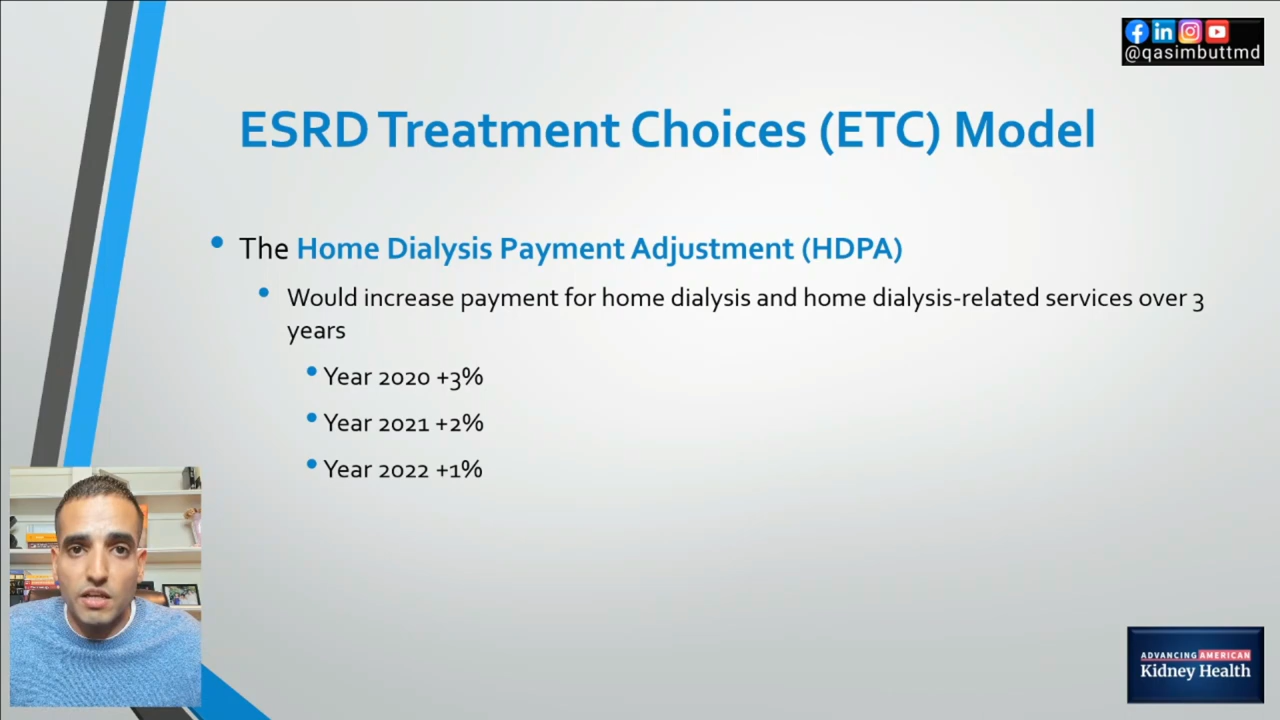 @qasimbuttmd
ESRD Treatment Choices (ETC) Model
The Home Dialysis Payment Adjustment (HDPA)
Would increase payment for home dialysis and home dialysis-related services over 3
years
Year 2020 +3%
Year 2021 +2%
Year 2022 +1%
ADVANCING AMERICAN
Kidney Health